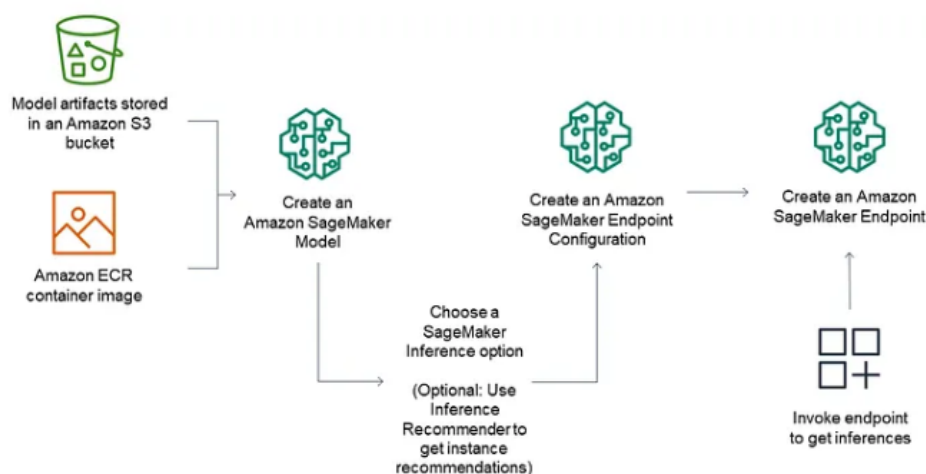 Model artifacts stored
in an Amazon S3
bucket
Amazon ECR
container image
Create an
Amazon SageMaker
Model
Choose a
SageMaker
Inference option
(Optional: Use
Inference
Recommender to
get instance
recommendations)
Create an Amazon
SageMaker Endpoint
Configuration
Create an Amazon
SageMaker Endpoint
Invoke endpoint
to get inferences